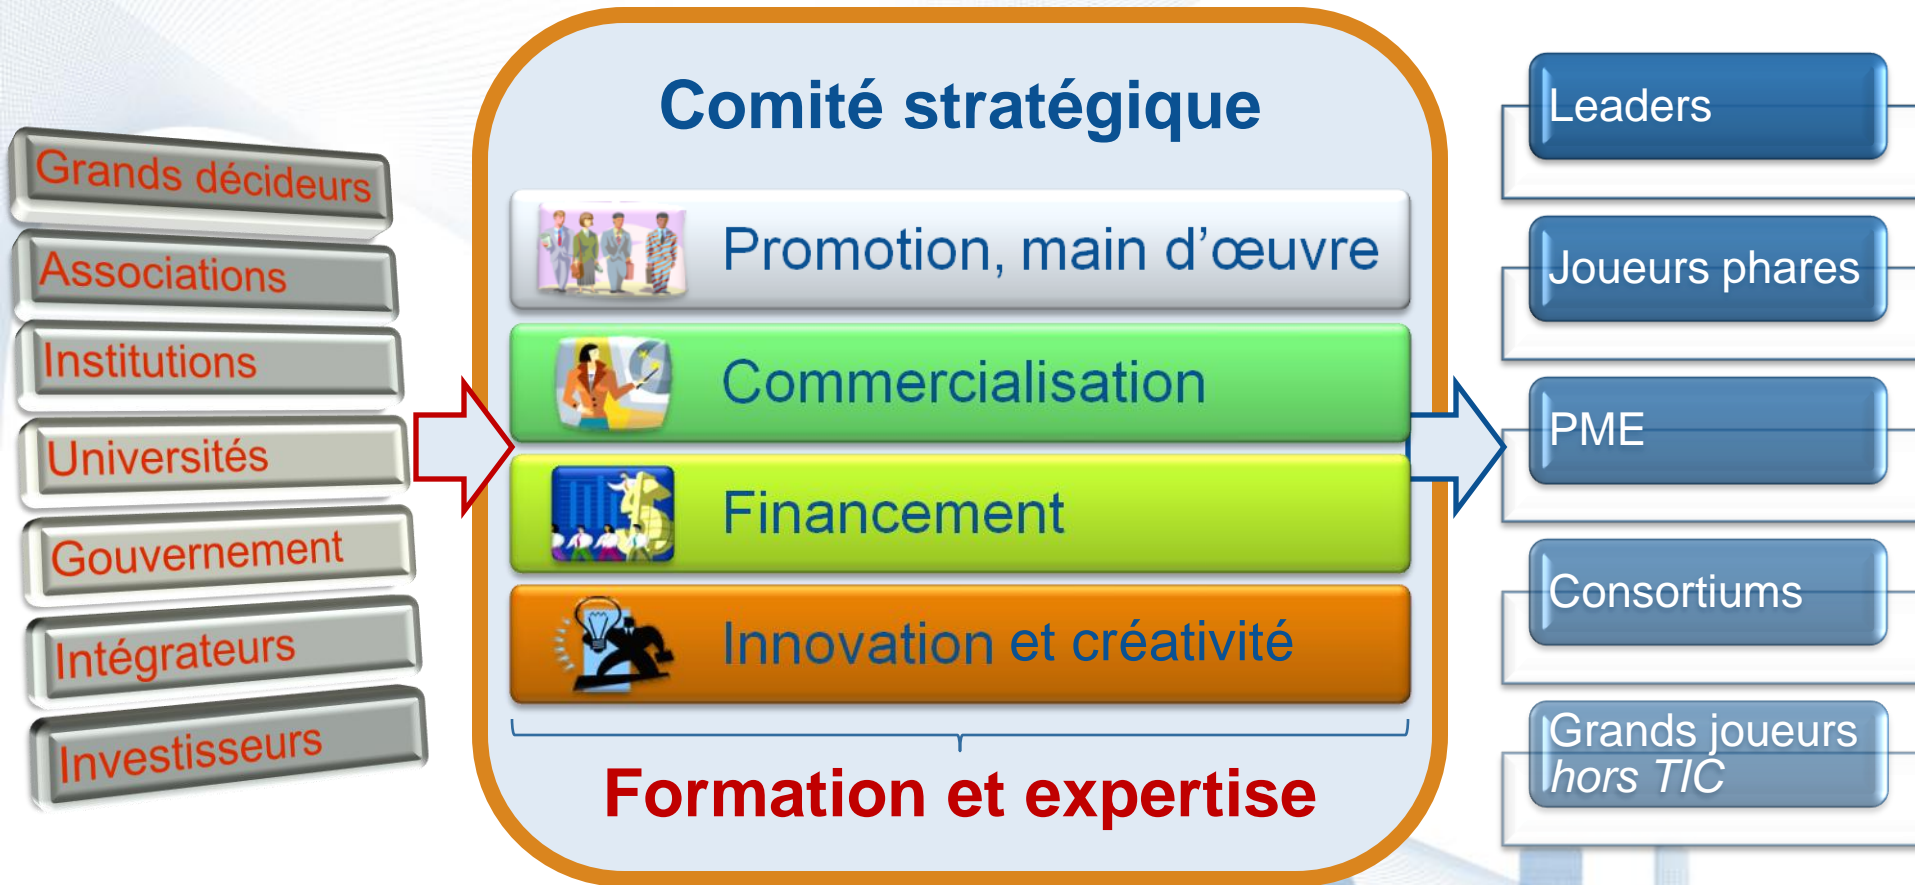 Grands décideurs
Associations
Institutions
Universités
Gouvernement
Intégrateurs
Investisseurs
Comité stratégique
Promotion, main d'œuvre
Commercialisation
Financement
Innovation et créativité
Formation et expertise
Leaders
Joueurs phares
PME
Consortiums
Grands joueurs
hors TIC